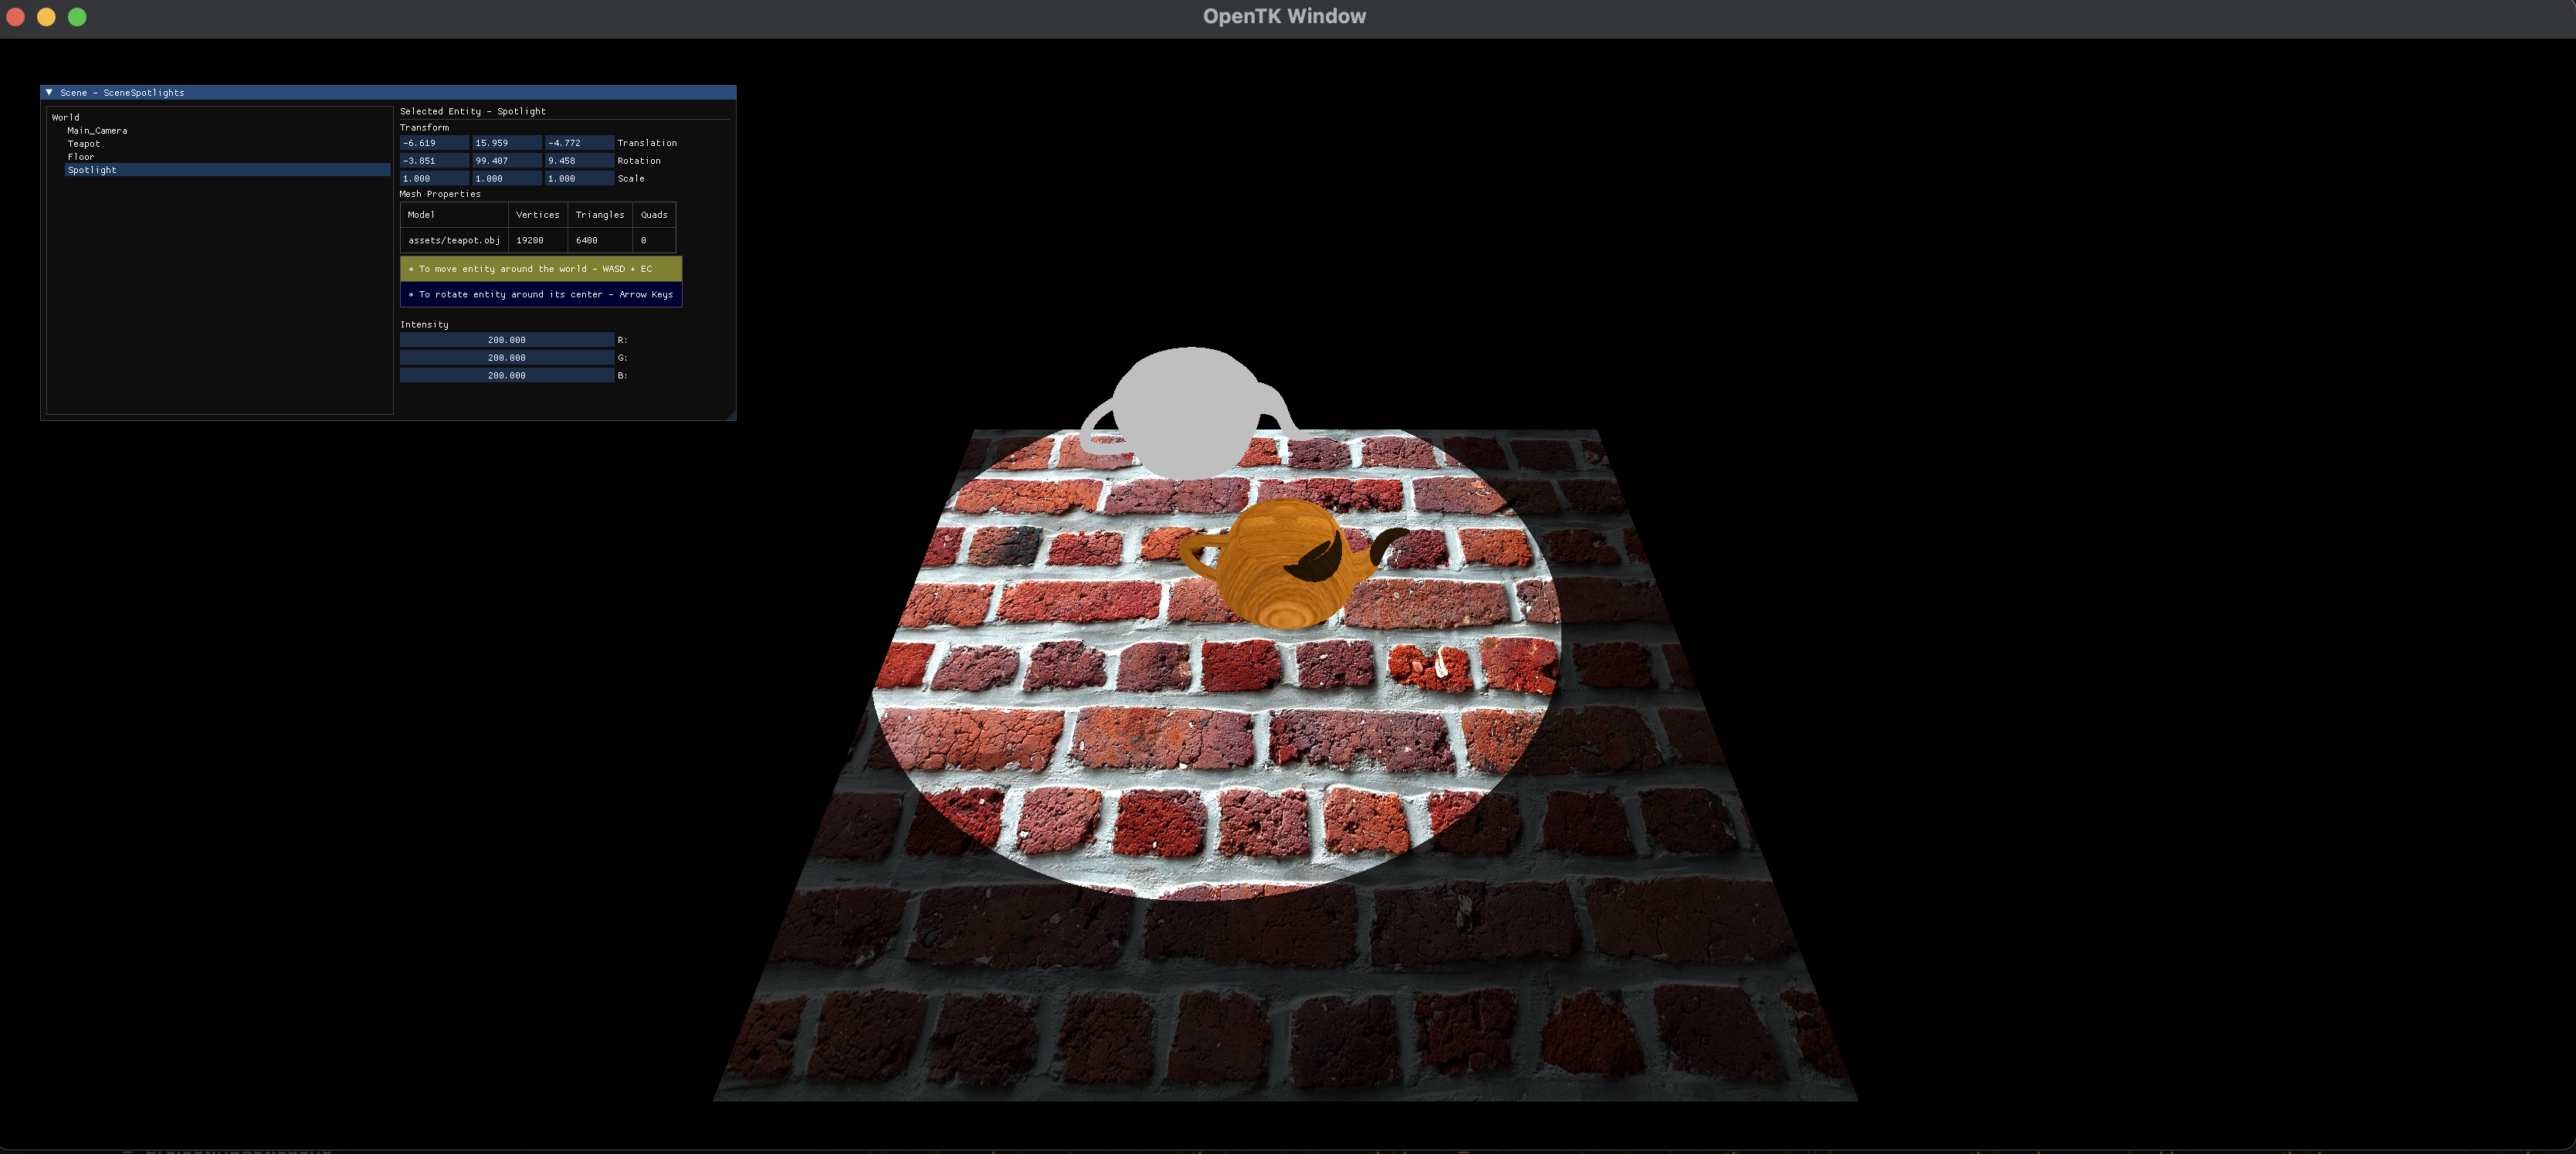 OpenTK Window
Scene - SceneSpotlights
World
Main_Camera
Teapot
Floor
Spotlight
Selected Entity - Spotlight
Transform
-6.619 15.959 -4.772 Translation
-3.851 99.407 9.458 Rotation
1.000 1.000 1.000 Scale
Mesh Properties
Model Vertices Triangles Quads
assets/teapot.obj 19200 6400 0
* To move entity around the world - WASD + EC
* To rotate entity around its center - Arrow Keys
Intensity
200.000 R:
200.000 G:
200.000 B: